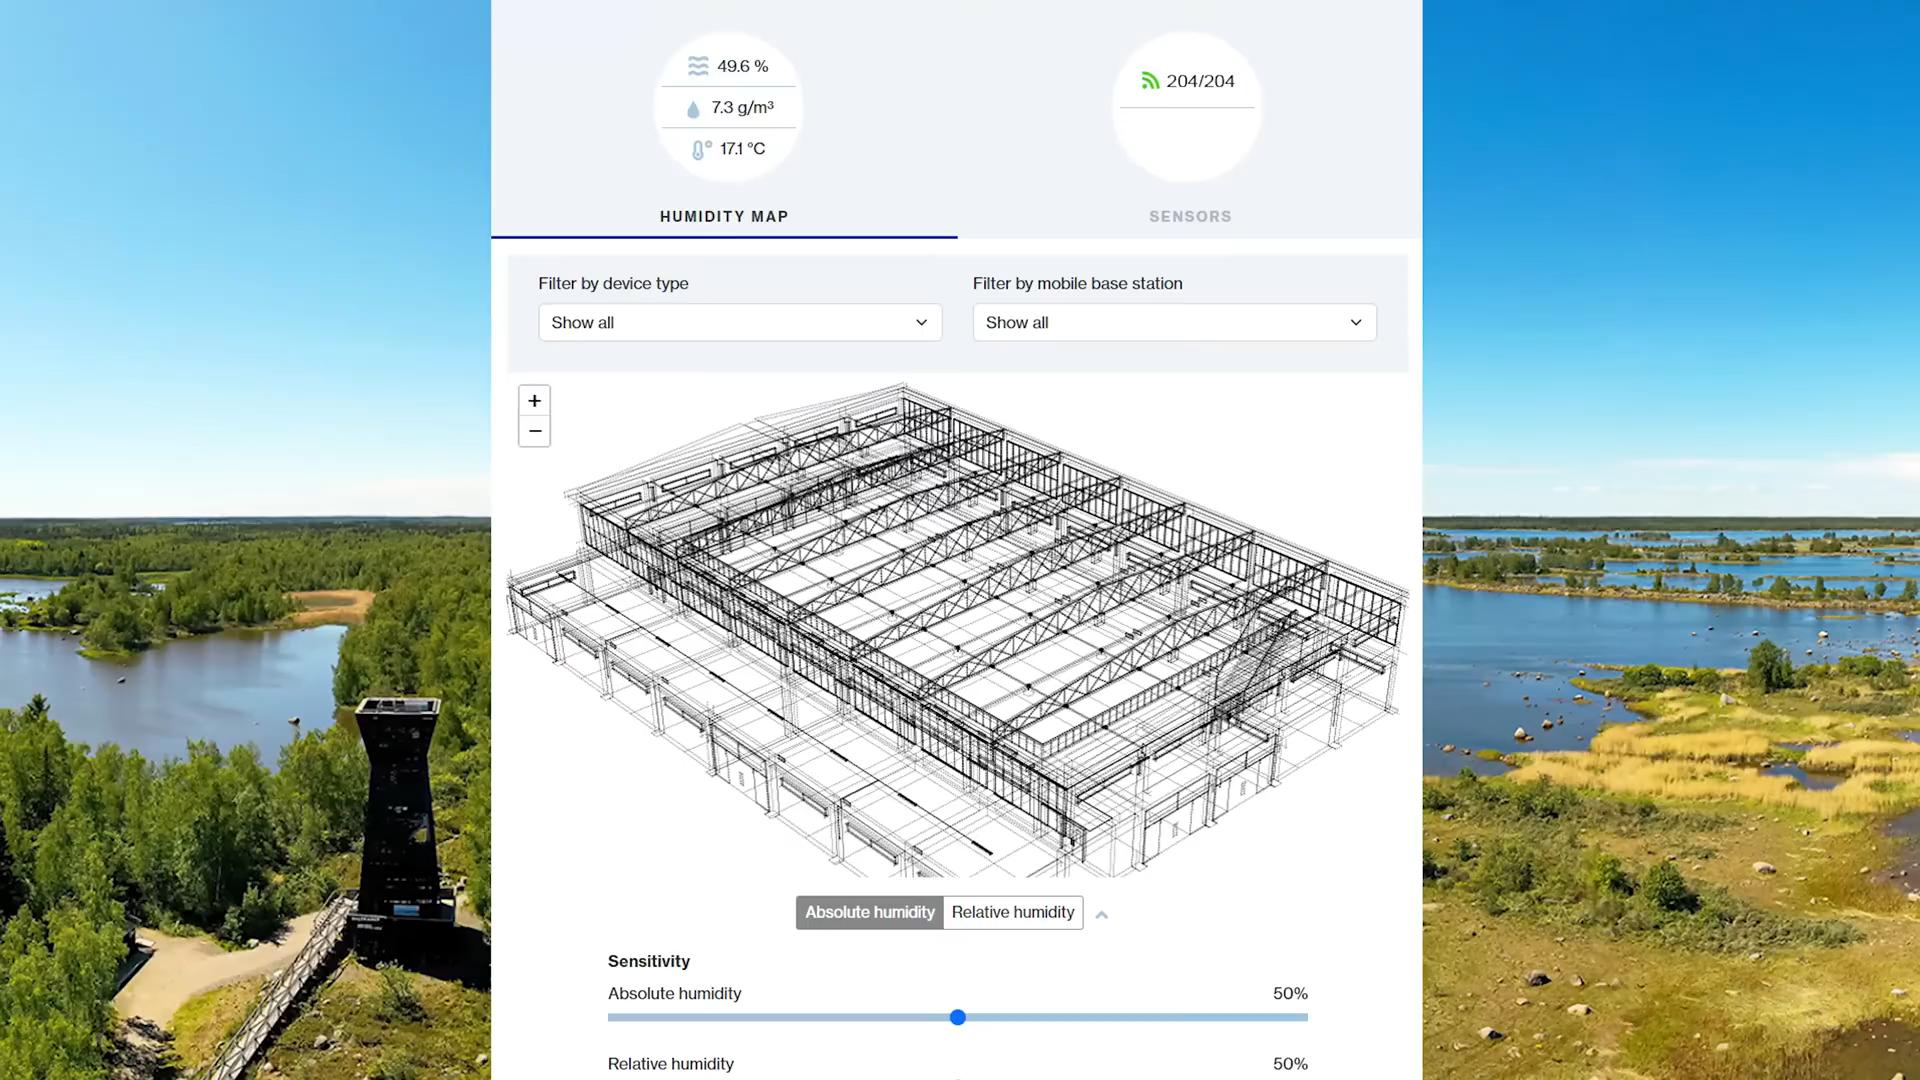 49.6 %
7.3 g/m³
17.1 °C
204/204
HUMIDITY MAP
SENSORS
Filter by device type
Filter by mobile base station
Show all
Show all
+
−
Absolute humidity
Relative humidity
Sensitivity
Absolute humidity
50%
Relative humidity
50%